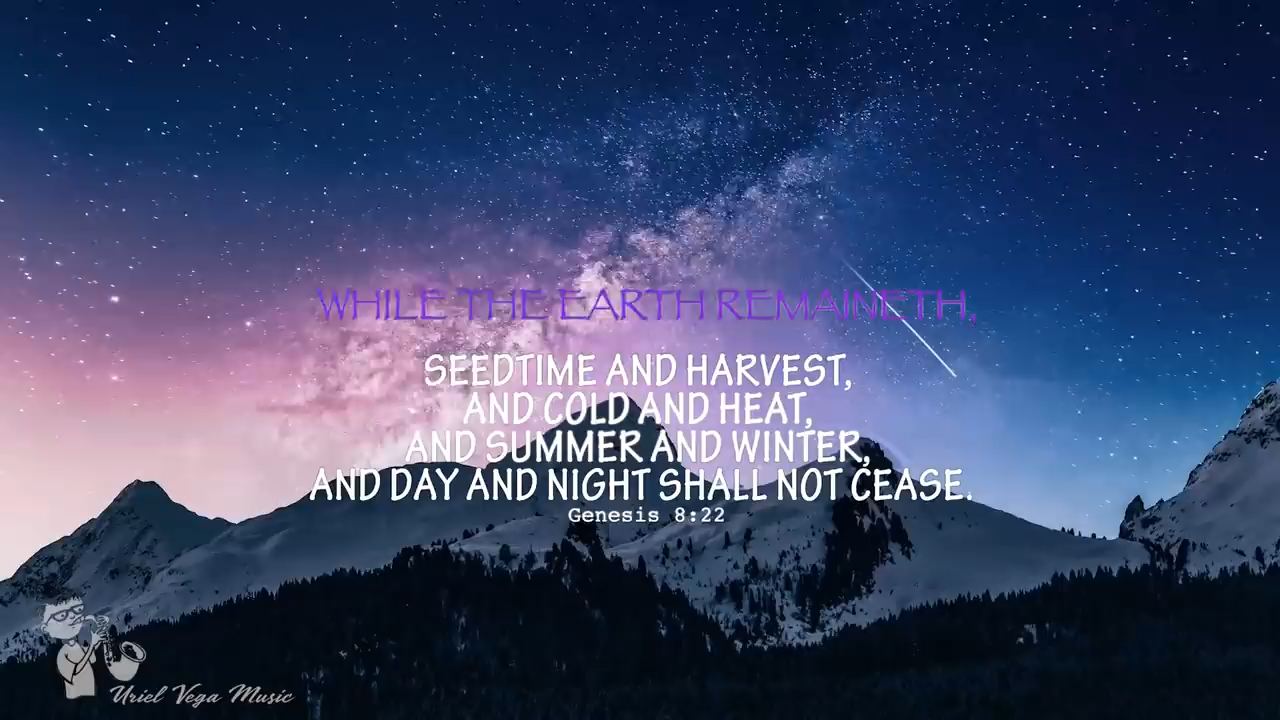 WHILE THE EARTH REMAINETH,
SEEDTIME AND HARVEST,
AND COLD AND HEAT,
AND SUMMER AND WINTER,
AND DAY AND NIGHT SHALL NOT CEASE.
Genesis 8:22
Uriel Vega Music